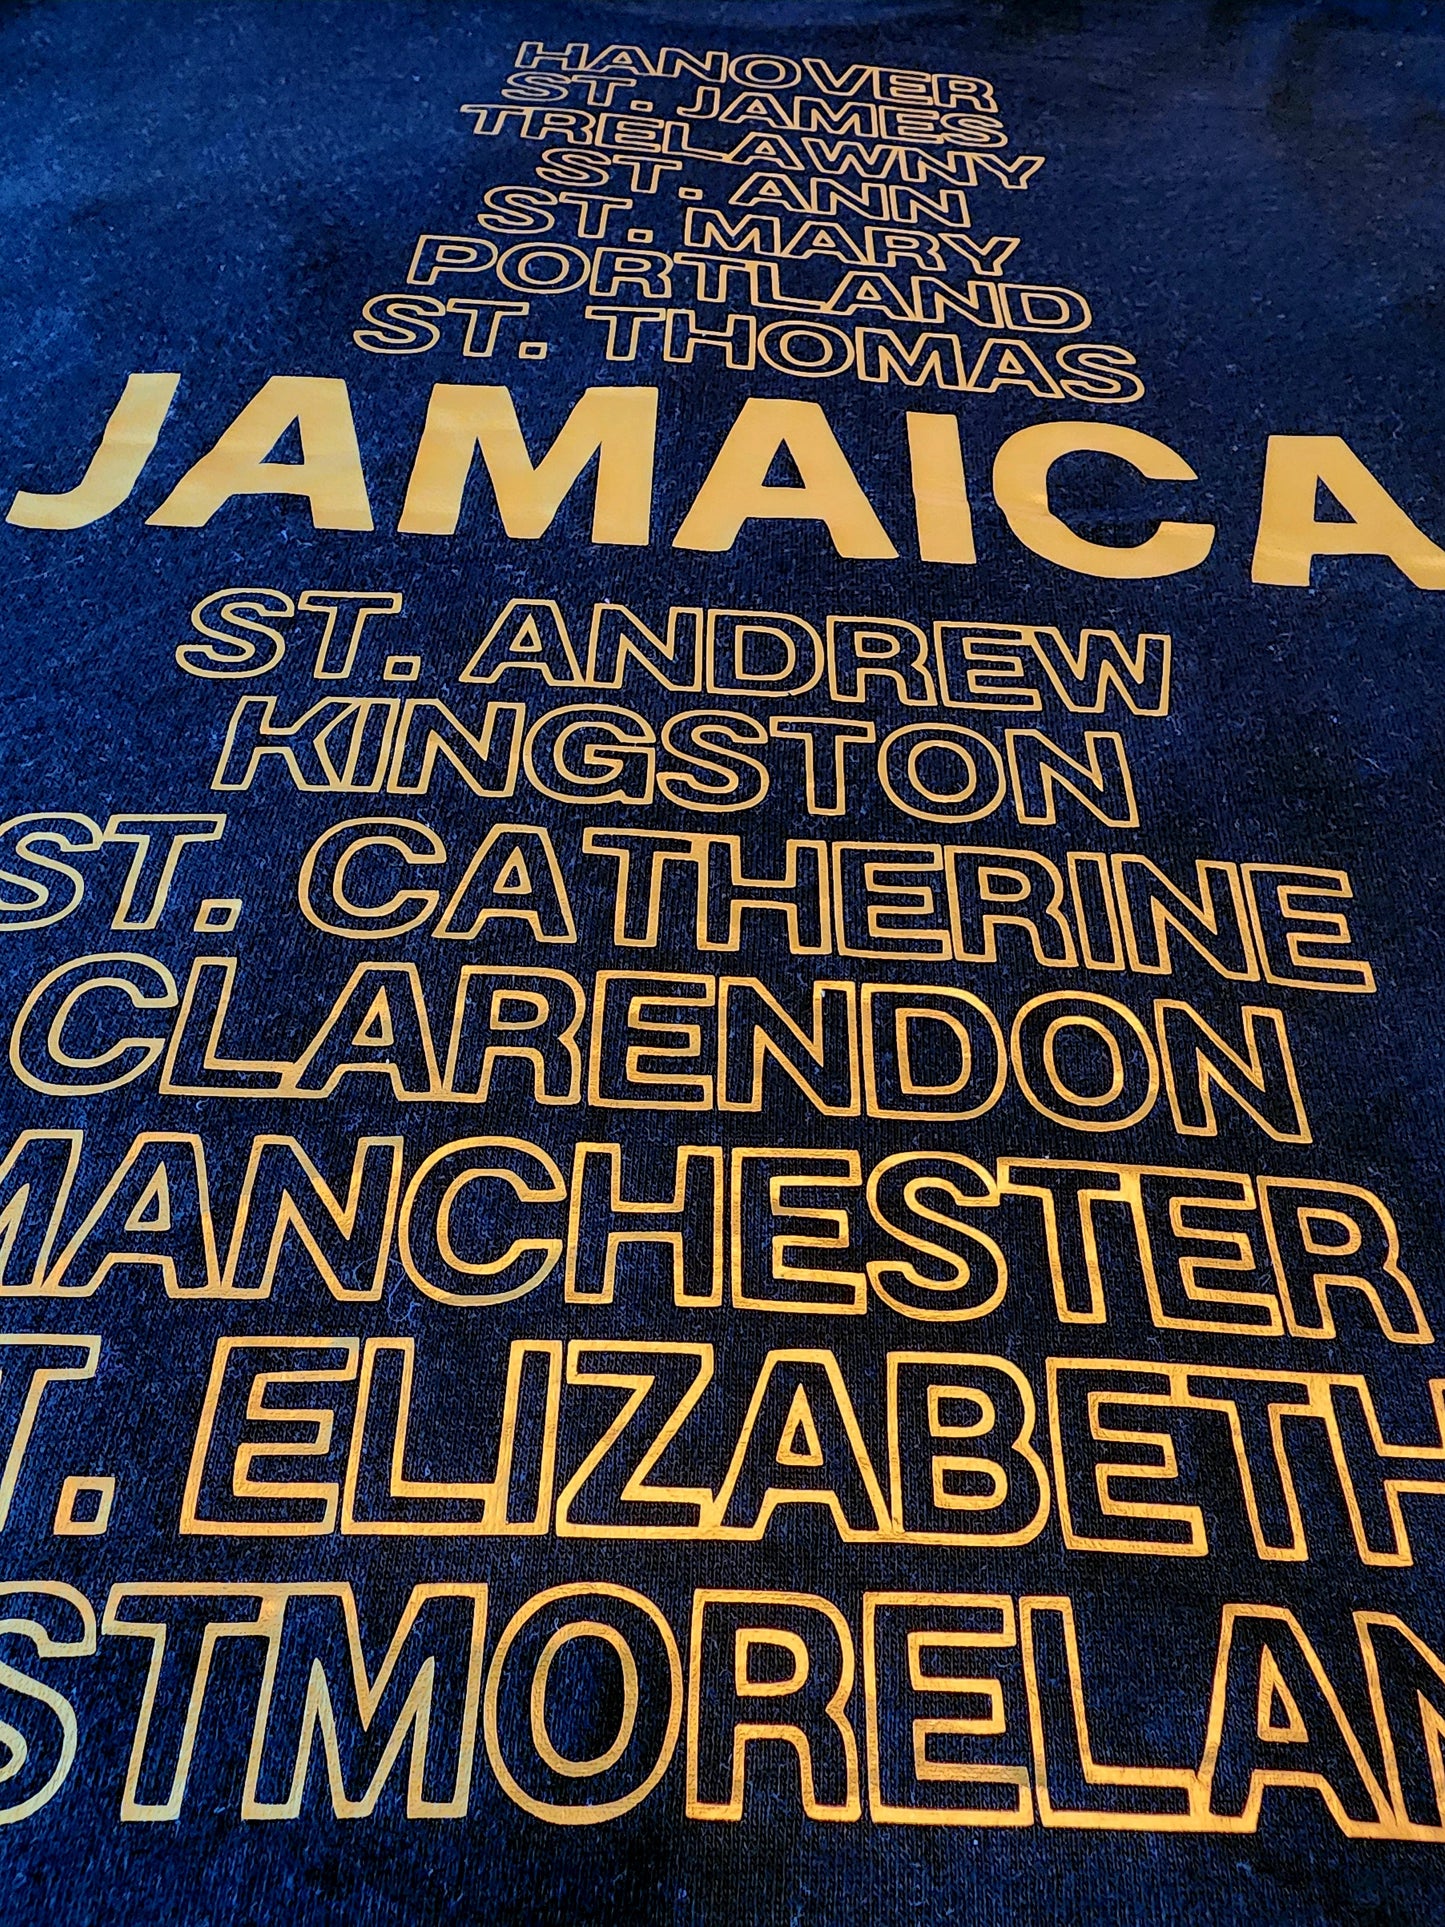 HANOVER
ST. JAMES
TRELAWNY
ST. ANN
ST. MARY
PORTLAND
ST. THOMAS
JAMAICA
ST. ANDREW
KINGSTON
ST. CATHERINE
CLARENDON
MANCHESTER
T. ELIZABETH
STMORELAN